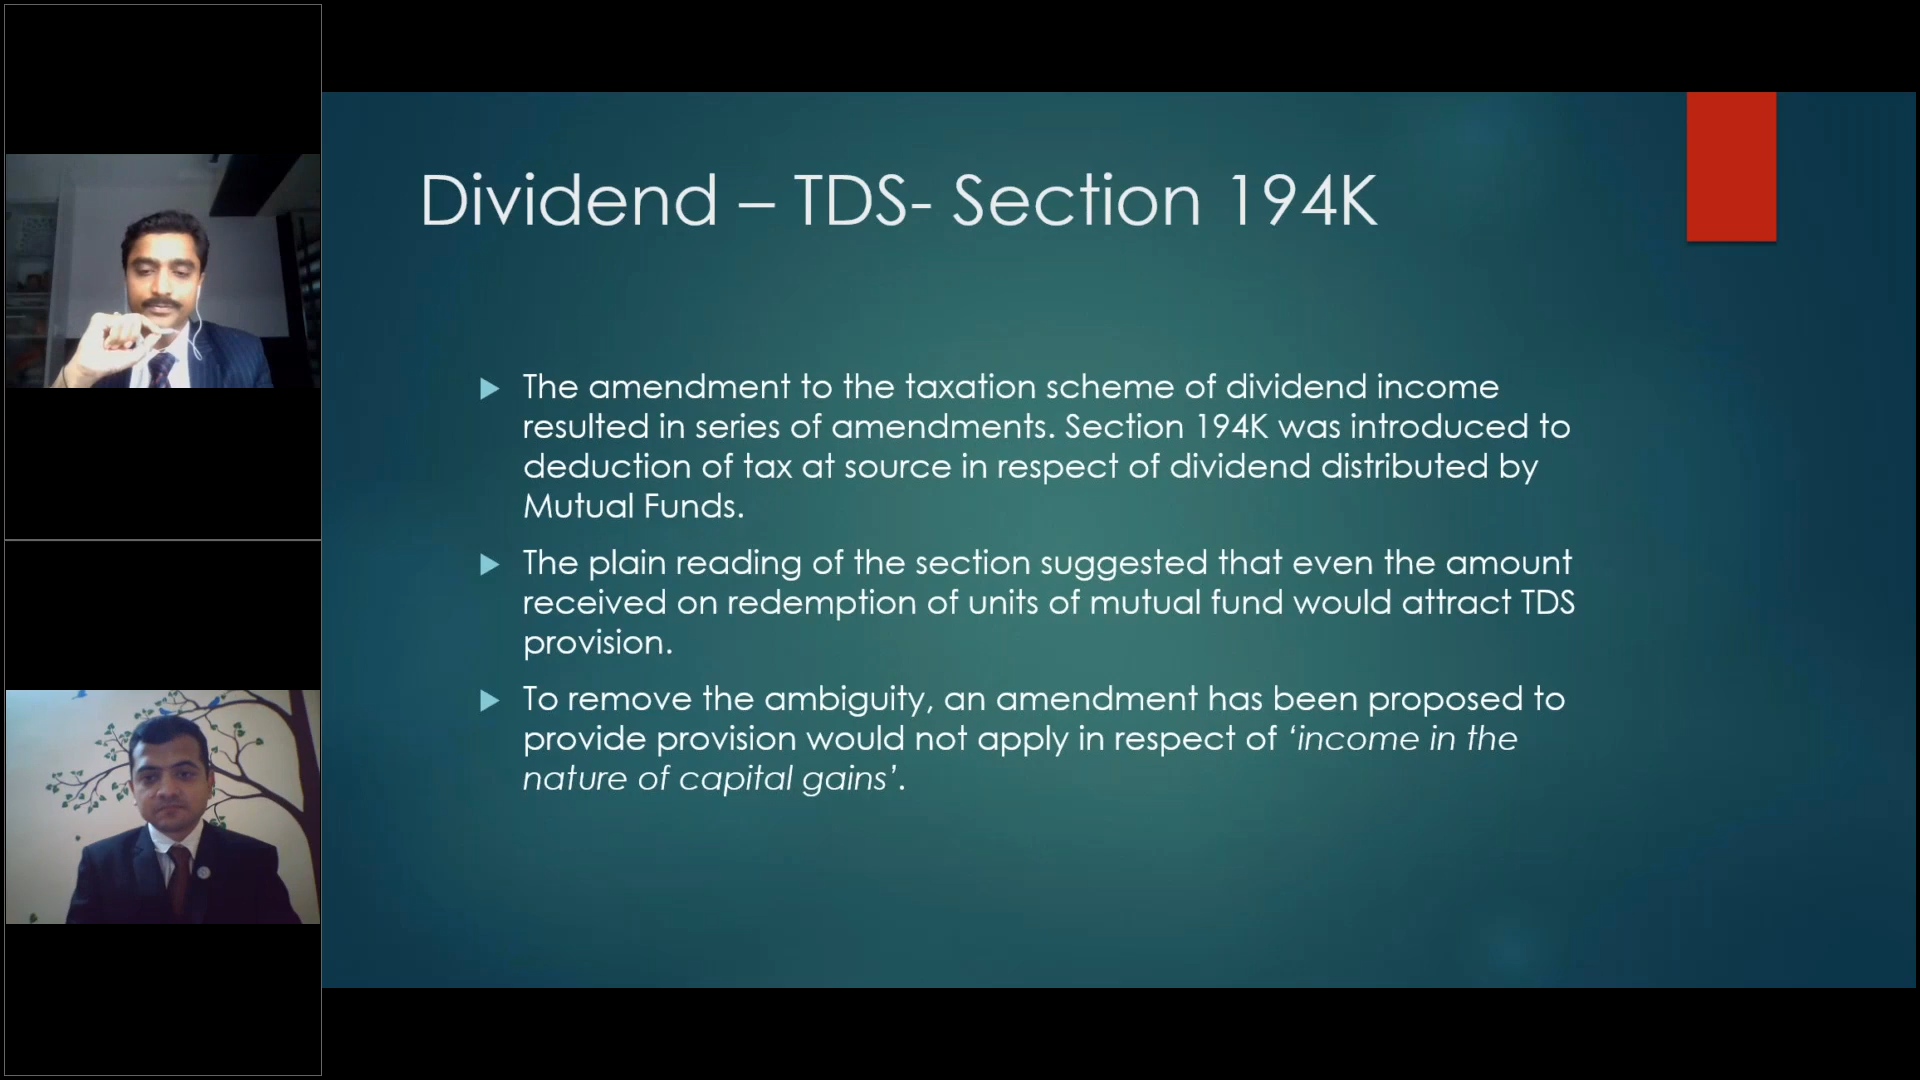 Dividend – TDS- Section 194K
The amendment to the taxation scheme of dividend income
resulted in series of amendments. Section 194K was introduced to
deduction of tax at source in respect of dividend distributed by
Mutual Funds.
The plain reading of the section suggested that even the amount
received on redemption of units of mutual fund would attract TDS
provision.
To remove the ambiguity, an amendment has been proposed to
provide provision would not apply in respect of ‘income in the
nature of capital gains’.